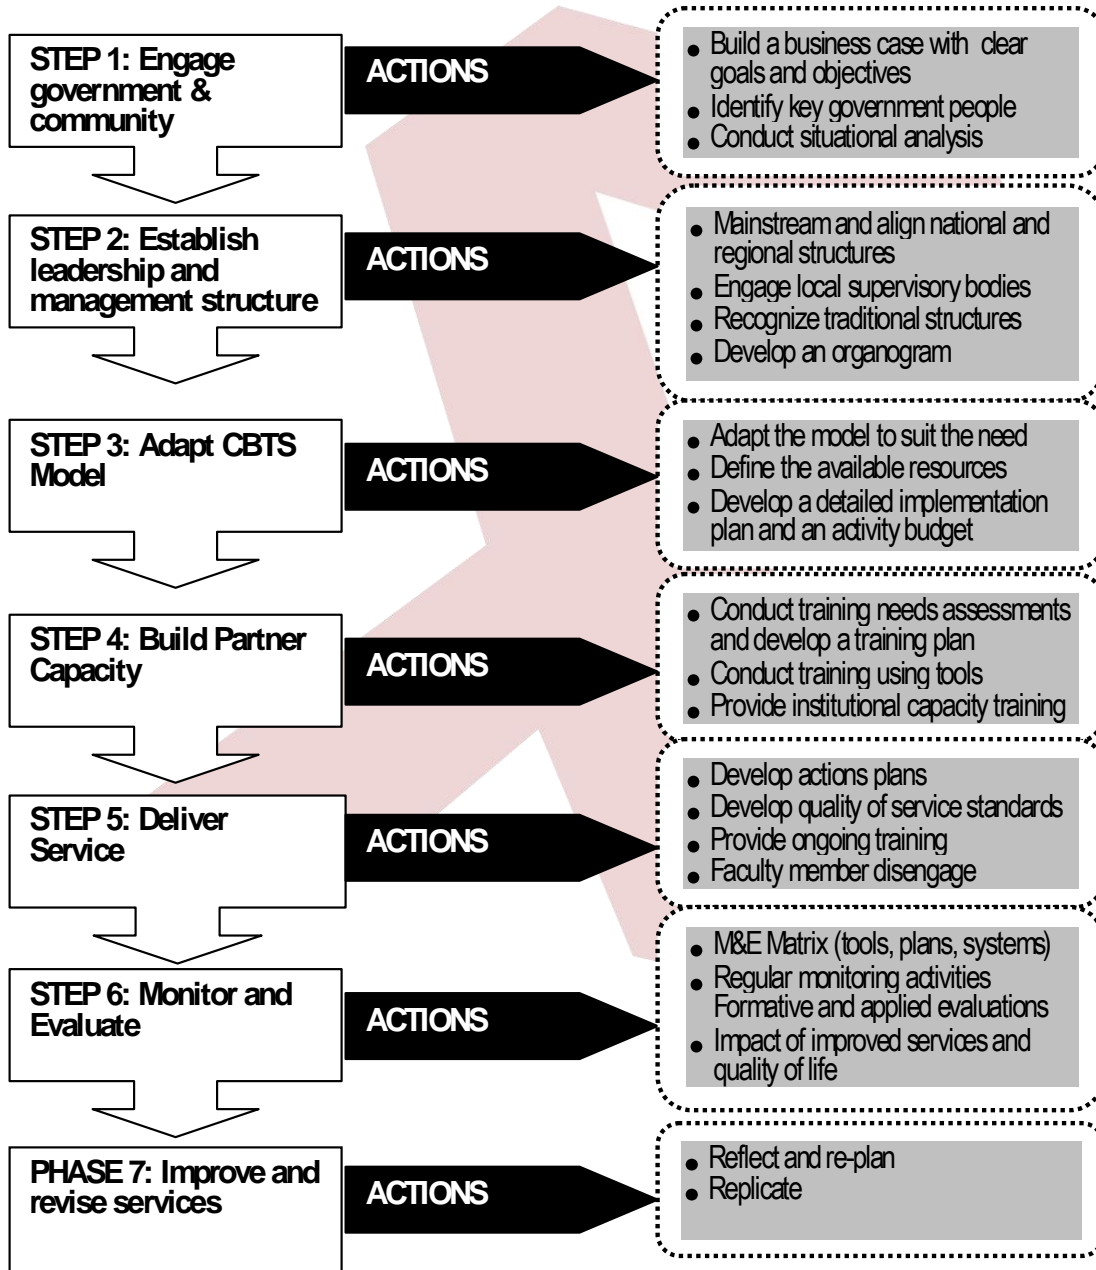 STEP 1: Engage
government &
community
ACTIONS
● Build a business case with clear
goals and objectives
● Identify key government people
● Conduct situational analysis
STEP 2: Establish
leadership and
management structure
ACTIONS
● Mainstream and align national and
regional structures
● Engage local supervisory bodies
● Recognize traditional structures
● Develop an organogram
STEP 3: Adapt CBTS
Model
ACTIONS
● Adapt the model to suit the need
● Define the available resources
● Develop a detailed implementation
plan and an activity budget
STEP 4: Build Partner
Capacity
ACTIONS
● Conduct training needs assessments
and develop a training plan
● Conduct training using tools
● Provide institutional capacity training
STEP 5: Deliver
Service
ACTIONS
● Develop actions plans
● Develop quality of service standards
● Provide ongoing training
● Faculty member disengage
STEP 6: Monitor and
Evaluate
ACTIONS
● M&E Matrix (tools, plans, systems)
● Regular monitoring activities
Formative and applied evaluations
● Impact of improved services and
quality of life
PHASE 7: Improve and
revise services
ACTIONS
● Reflect and re-plan
● Replicate